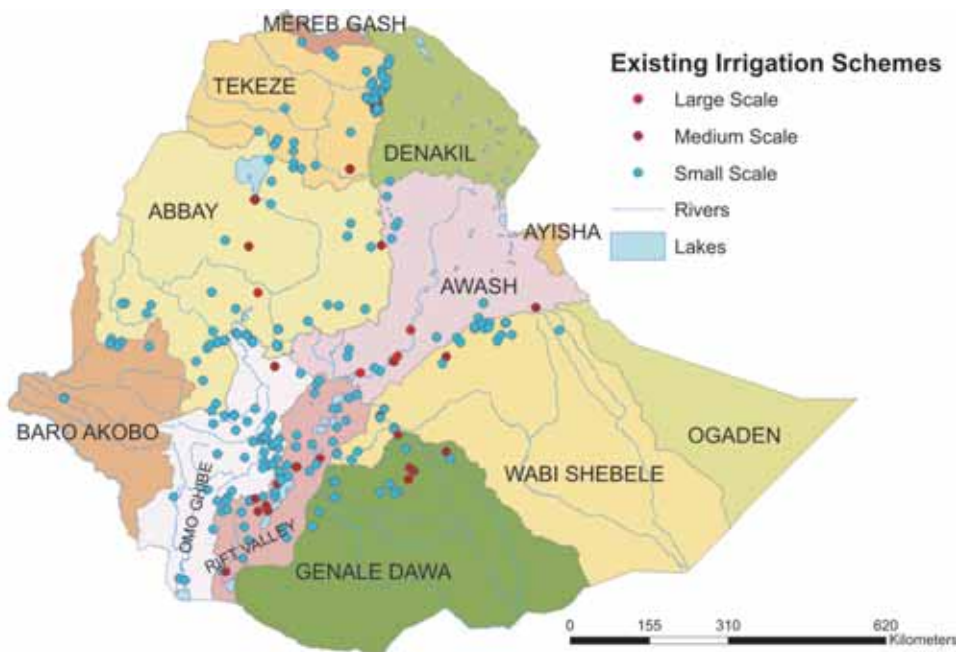 MEREB GASH
TEKEZE
DENAKIL
ABBAY
AYISHA
AWASH
BARO AKOBO
OGADEN
WABI SHEBELE
OMO GHIBE
RIFT VALLEY
GENALE DAWA
Existing Irrigation Schemes
Large Scale
Medium Scale
Small Scale
Rivers
Lakes
0 155 310 620
Kilometers